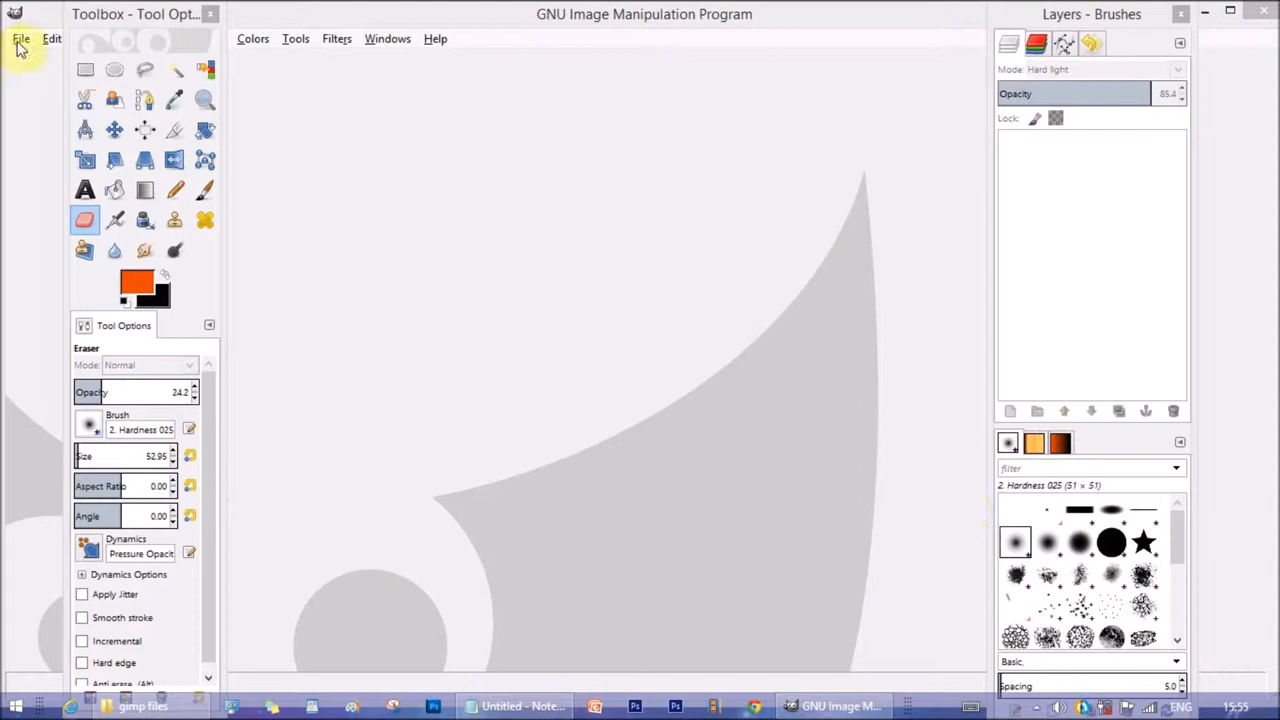 Toolbox - Tool Opt...
GNU Image Manipulation Program
Layers - Brushes
File Edit
Colors Tools Filters Windows Help
Mode: Hard light
Opacity 85.4
Lock:
Tool Options
Eraser
Mode: Normal
Opacity 24.2
Brush
2. Hardness 025
Size 52.95
Aspect Ratio 0.00
Angle 0.00
Dynamics
Pressure Opacit
Dynamics Options
Apply Jitter
Smooth stroke
Incremental
Hard edge
Anti erase (Alt)
filter
2. Hardness 025 (51 × 51)
Basic,
Spacing 5.0
gimp files
Untitled - Note...
GNU Image M...
ENG
15:55